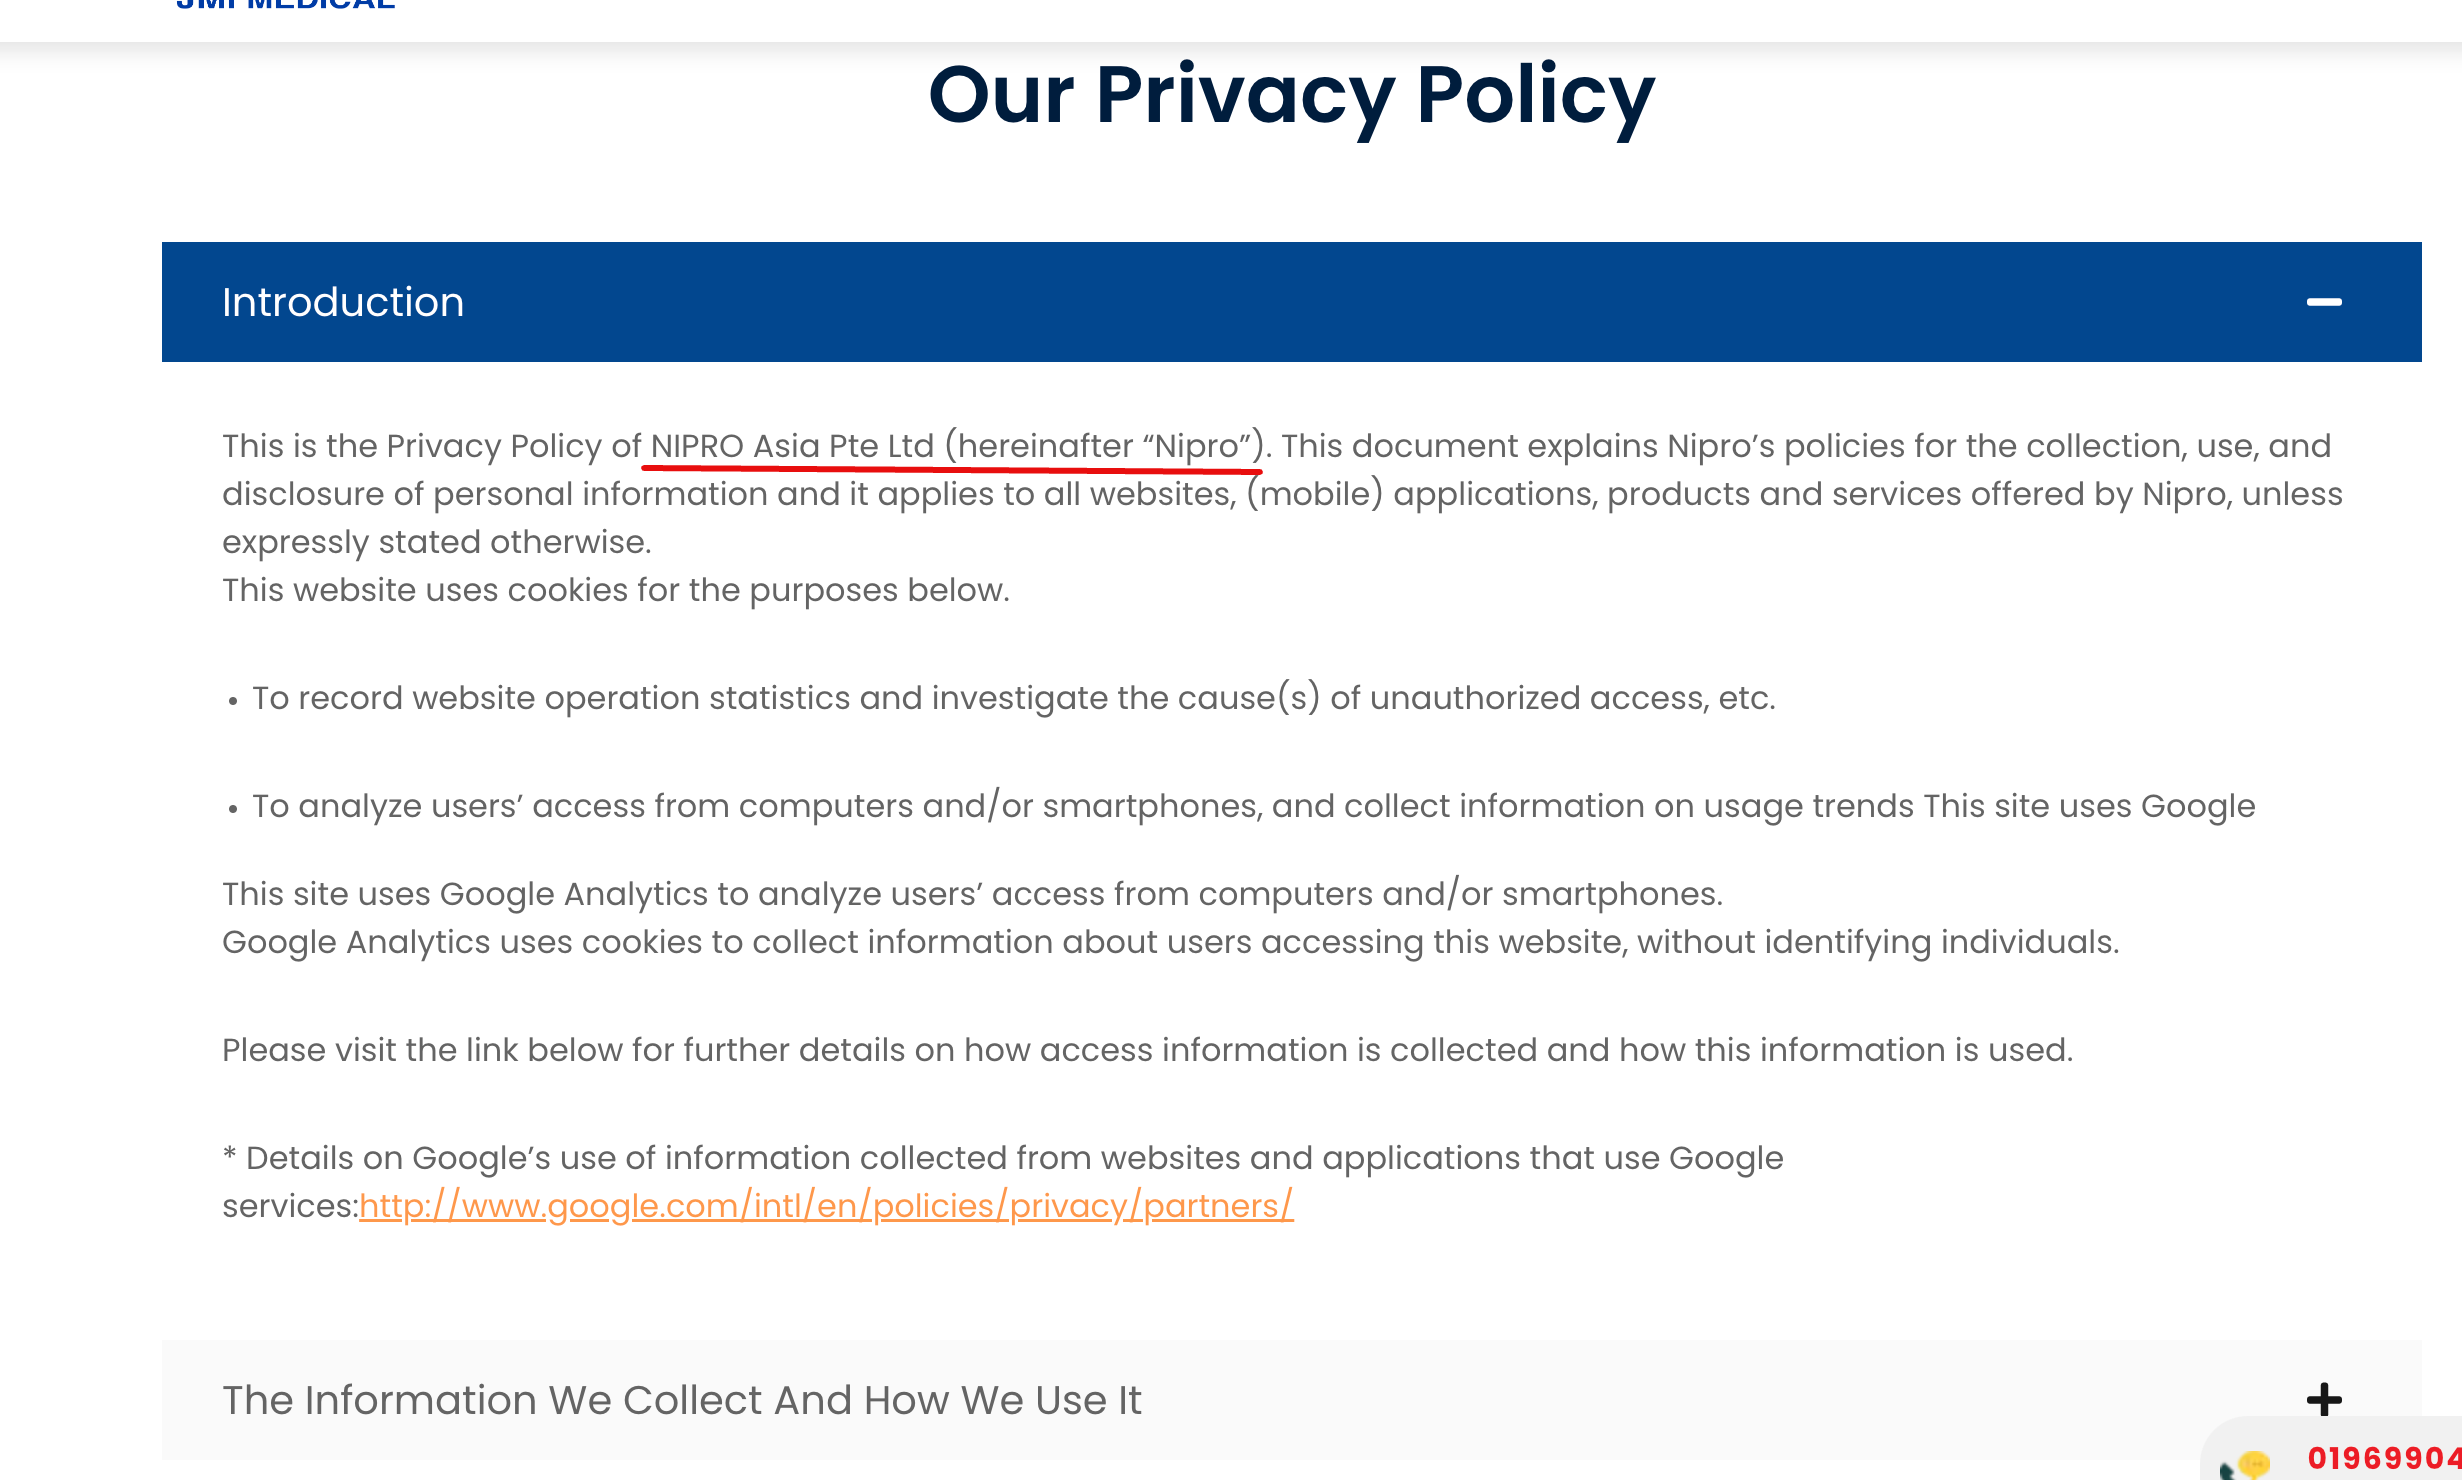 JMI MEDICAL
Our Privacy Policy
Introduction
This is the Privacy Policy of NIPRO Asia Pte Ltd (hereinafter “Nipro”). This document explains Nipro’s policies for the collection, use, and
disclosure of personal information and it applies to all websites, (mobile) applications, products and services offered by Nipro, unless
expressly stated otherwise.
This website uses cookies for the purposes below.
• To record website operation statistics and investigate the cause(s) of unauthorized access, etc.
• To analyze users’ access from computers and/or smartphones, and collect information on usage trends This site uses Google
This site uses Google Analytics to analyze users’ access from computers and/or smartphones.
Google Analytics uses cookies to collect information about users accessing this website, without identifying individuals.
Please visit the link below for further details on how access information is collected and how this information is used.
* Details on Google’s use of information collected from websites and applications that use Google
services:http://www.google.com/intl/en/policies/privacy/partners/
The Information We Collect And How We Use It
01969904